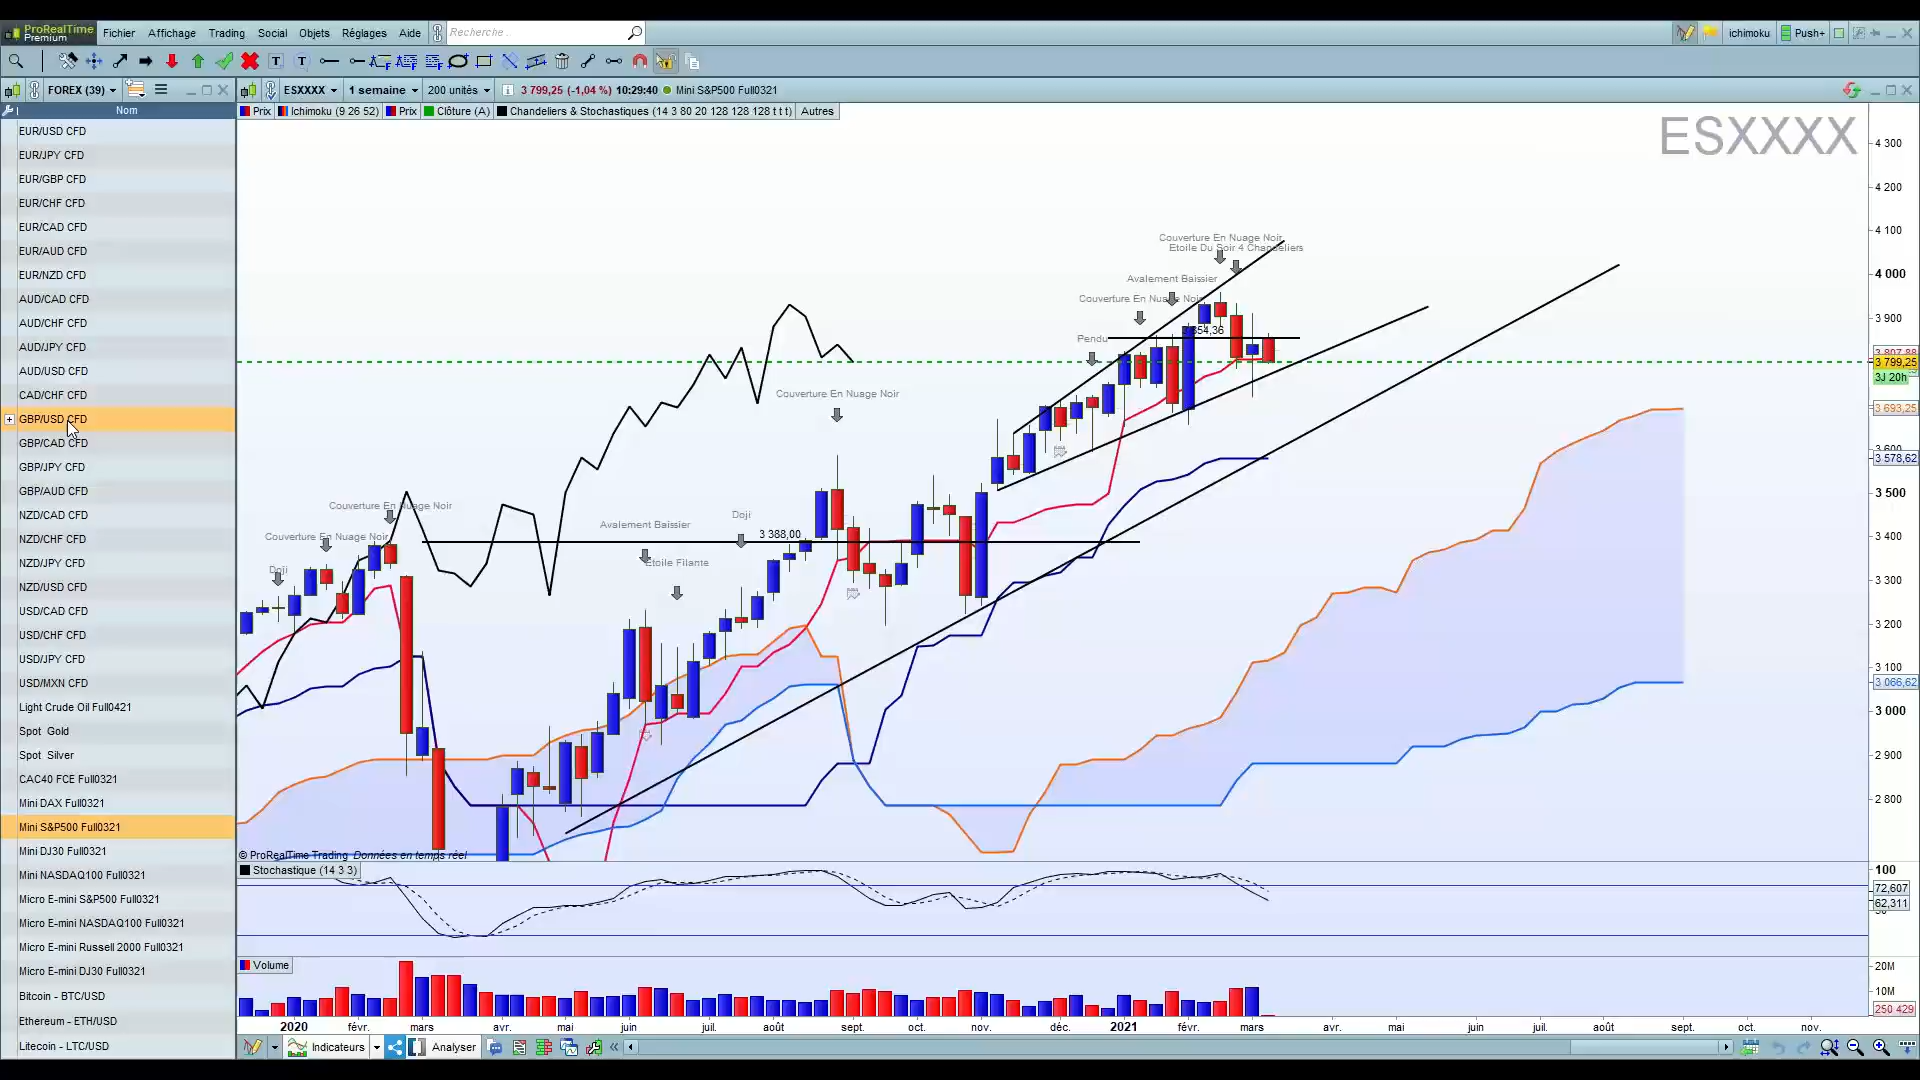 ProRealTime
Premium
Fichier Affichage Trading Social Objets Réglages Aide
Recherche
ichimoku Push+
FOREX (39)
ESXXXX 1 semaine 200 unités 3 799,25 (-1,04 %) 10:29:40 Mini S&P500 Full0321
Nom
Prix Ichimoku (9 26 52) Prix Clôture (A) Chandeliers & Stochastiques (14 3 80 20 128 128 128 t t t) Autres
ESXXXX
EUR/USD CFD
EUR/JPY CFD
EUR/GBP CFD
EUR/CHF CFD
EUR/CAD CFD
EUR/AUD CFD
EUR/NZD CFD
AUD/CAD CFD
AUD/CHF CFD
AUD/JPY CFD
AUD/USD CFD
CAD/CHF CFD
GBP/USD CFD
GBP/CAD CFD
GBP/JPY CFD
GBP/AUD CFD
NZD/CAD CFD
NZD/CHF CFD
NZD/JPY CFD
NZD/USD CFD
USD/CAD CFD
USD/CHF CFD
USD/JPY CFD
USD/MXN CFD
Light Crude Oil Full0421
Spot Gold
Spot Silver
CAC40 FCE Full0321
Mini DAX Full0321
Mini S&P500 Full0321
Mini DJ30 Full0321
Mini NASDAQ100 Full0321
Micro E-mini S&P500 Full0321
Micro E-mini NASDAQ100 Full0321
Micro E-mini Russell 2000 Full0321
Micro E-mini DJ30 Full0321
Bitcoin - BTC/USD
Ethereum - ETH/USD
Litecoin - LTC/USD
Couverture En Nuage Noir
Etoile Du Soir 4 Chandeliers
Avalement Baissier
Couverture En Nuage Noir
Pendu
Couverture En Nuage Noir
Couverture En Nuage Noir
Avalement Baissier
Doji
3 388,00
Couverture En Nuage Noir
Etoile Filante
Doji
4 300
4 200
4 100
4 000
3 900
3 799,25
3J 20h
3 693,25
3 578,62
3 500
3 400
3 300
3 200
3 100
3 066,62
3 000
2 900
2 800
© ProRealTime Trading Données en temps réel
Stochastique (14 3 3)
100
72,607
62,311
Volume
20M
10M
250 429
2020 févr. mars avr. mai juin juil. août sept. oct. nov. déc. 2021 févr. mars avr. mai juin juil. août sept. oct. nov.
Indicateurs Analyser